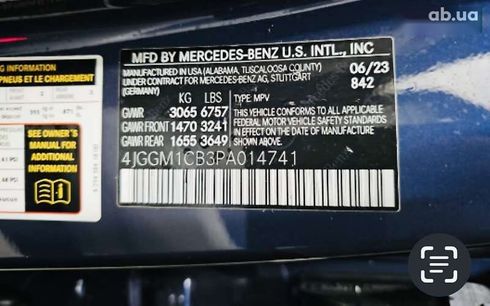 ab.ua
NG INFORMATION
PNEUS ET LE CHARGEMENT
SEE OWNER'S
MANUAL FOR
ADDITIONAL
INFORMATION
MFD BY MERCEDES-BENZ U.S. INTL., INC
MANUFACTURED IN (ALABAMA, TUSCALOOSA COUNTY)
UNDER CONTRACT FOR MERCEDES-BENZ AG, STUTTGART
(GERMANY)
06/23
842
KG LBS
TYPE: MPV
GVWR 3065 6757
GAWR FRONT 1470 3241
GAWR REAR 1655 3649
THIS VEHICLE CONFORMS TO ALL APPLICABLE
FEDERAL MOTOR VEHICLE SAFETY STANDARDS
IN EFFECT ON THE DATE OF MANUFACTURE
SHOWN ABOVE.
4JGGM1CB3PA014741